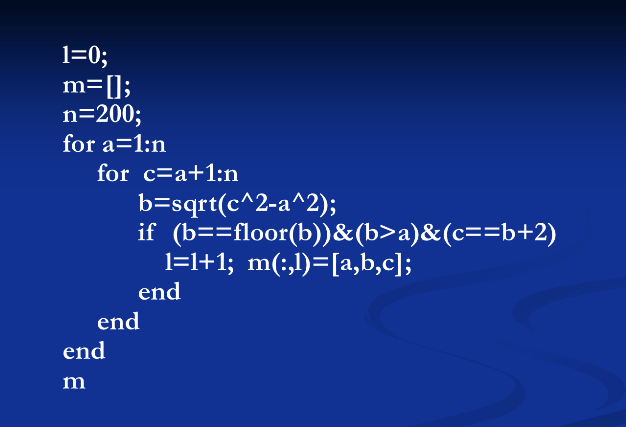 l=0;
m=[];
n=200;
for a=1:n
for c=a+1:n
b=sqrt(c^2-a^2);
if (b==floor(b))&(b>a)&(c==b+2)
l=l+1; m(:,l)=[a,b,c];
end
end
end
m